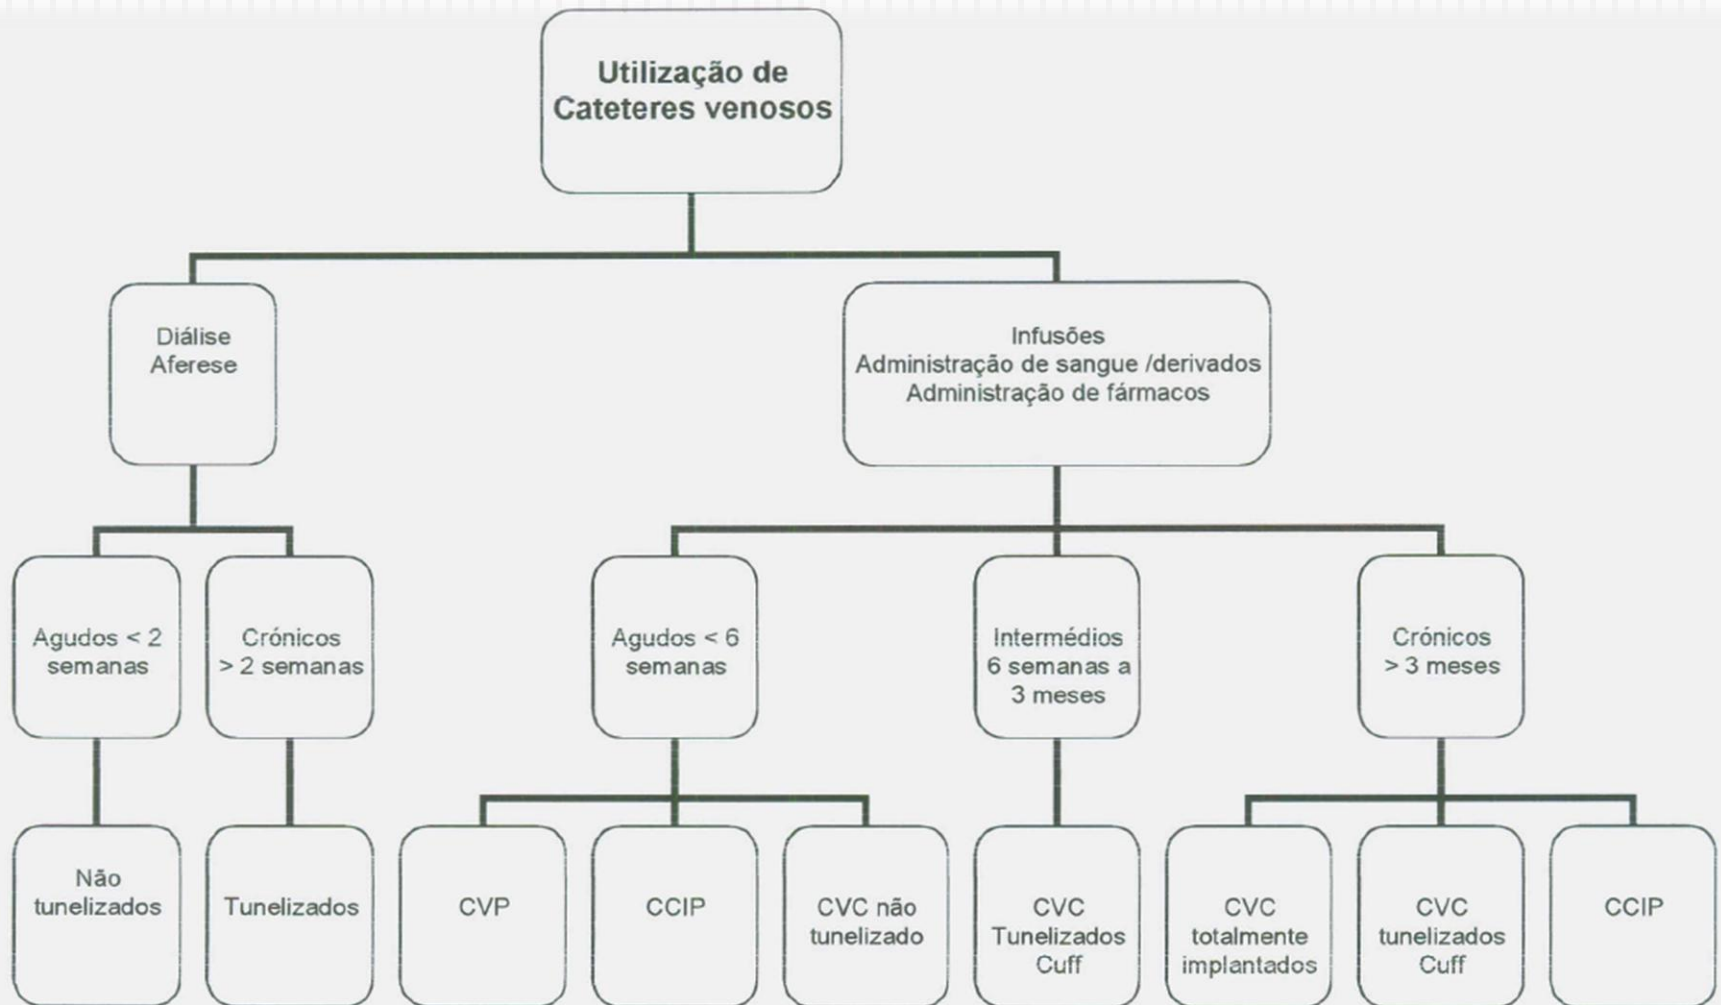 Utilização de
Cateteres venosos
Diálise
Aferese
Infusões
Administração de sangue /derivados
Administração de fármacos
Agudos < 2
semanas
Crónicos
> 2 semanas
Agudos < 6
semanas
Intermédios
6 semanas a
3 meses
Crónicos
> 3 meses
Não
tunelizados
Tunelizados
CVP
CCIP
CVC não
tunelizado
CVC
Tunelizados
Cuff
CVC
totalmente
implantados
CVC
tunelizados
Cuff
CCIP